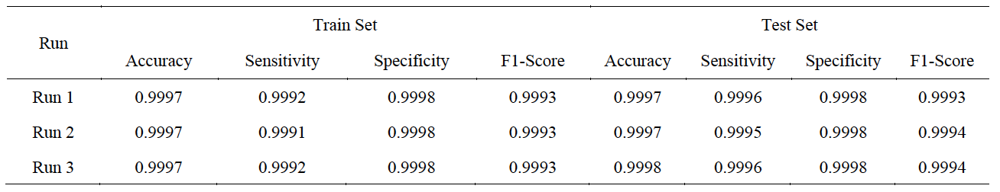 Run Train Set Test Set
Accuracy Sensitivity Specificity F1-Score Accuracy Sensitivity Specificity F1-Score
Run 1 0.9997 0.9992 0.9998 0.9993 0.9997 0.9996 0.9998 0.9993
Run 2 0.9997 0.9991 0.9998 0.9993 0.9997 0.9995 0.9998 0.9994
Run 3 0.9997 0.9992 0.9998 0.9993 0.9998 0.9996 0.9998 0.9994